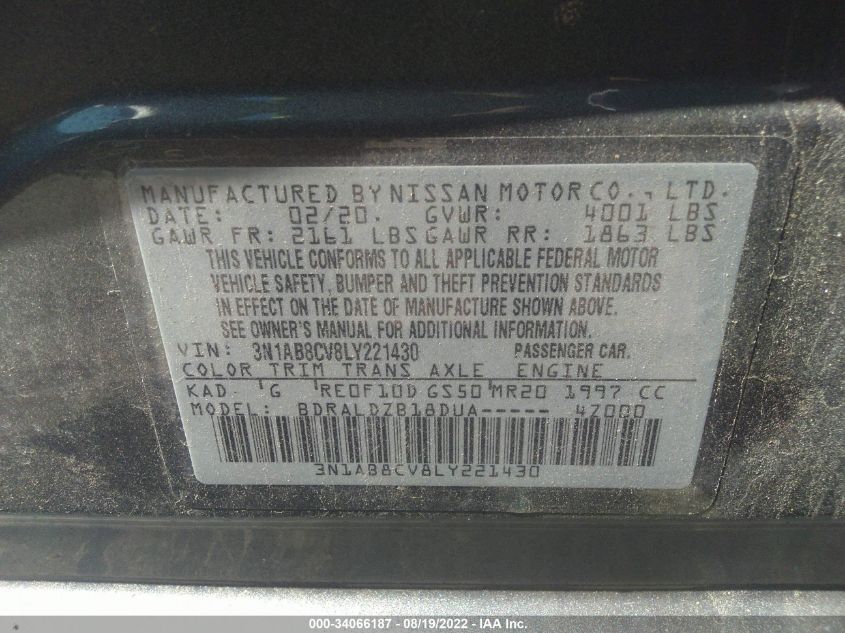 MANUFACTURED BY NISSAN MOTOR CO., LTD.
DATE: 02/20. GVWR: 4001 LBS
GAWR FR: 2161 LBS GAWR RR: 1863 LBS
THIS VEHICLE CONFORMS TO ALL APPLICABLE FEDERAL MOTOR
VEHICLE SAFETY, BUMPER AND THEFT PREVENTION STANDARDS
IN EFFECT ON THE DATE OF MANUFACTURE SHOWN ABOVE.
SEE OWNER'S MANUAL FOR ADDITIONAL INFORMATION.
VIN: 3N1AB8CV8LY221430 PASSENGER CAR.
COLOR TRIM TRANS AXLE ENGINE
KAD 'G 'RE0F10D GS50'MR20 1997 CC
MODEL: BDRALDZB18DUA----- 4Z000
3N1AB8CV8LY221430
000-34066187 - 08/19/2022 - IAA Inc.